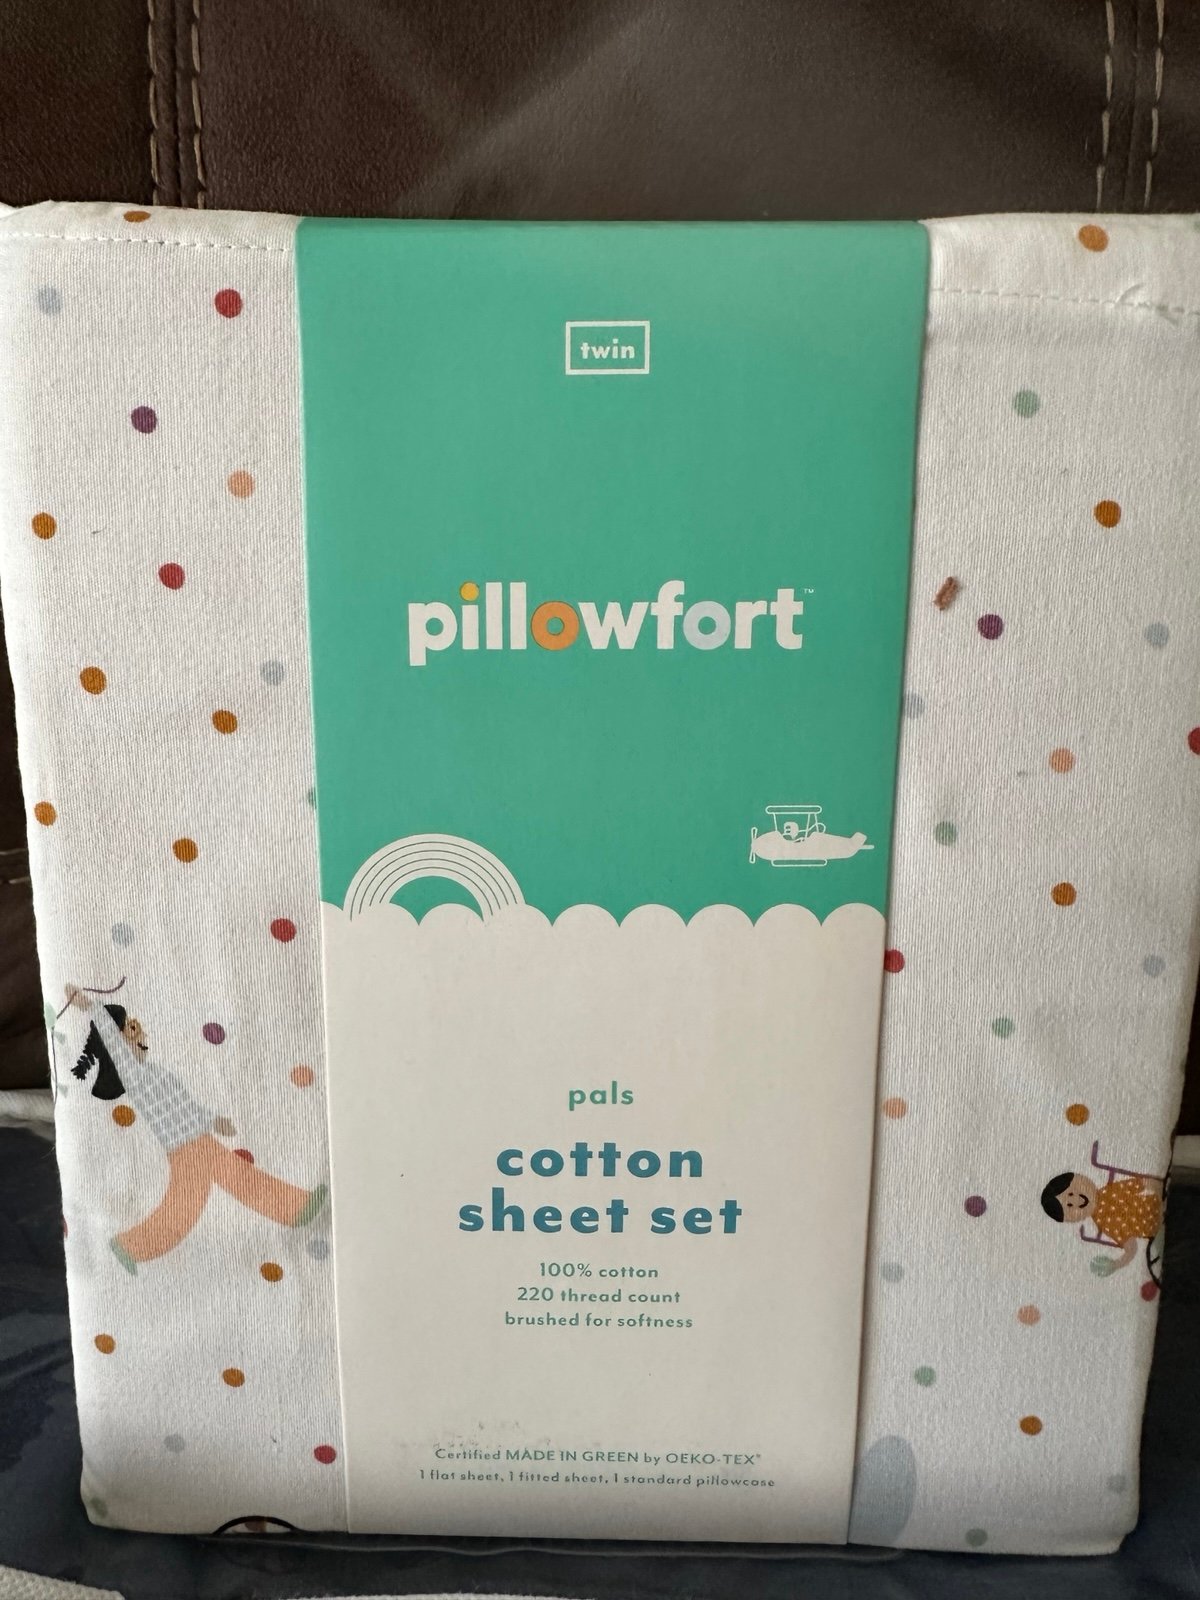 twin
pillowfort™
pals
cotton
sheet set
100% cotton
220 thread count
brushed for softness
Certified MADE IN GREEN by OEKO-TEX®
1 flat sheet, 1 fitted sheet, 1 standard pillowcase